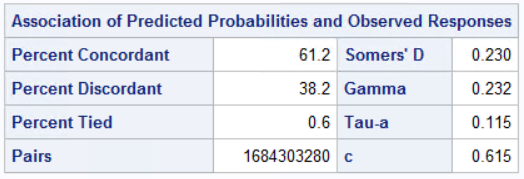 Association of Predicted Probabilities and Observed Responses
Percent Concordant 61.2 Somers' D 0.230
Percent Discordant 38.2 Gamma 0.232
Percent Tied 0.6 Tau-a 0.115
Pairs 1684303280 c 0.615